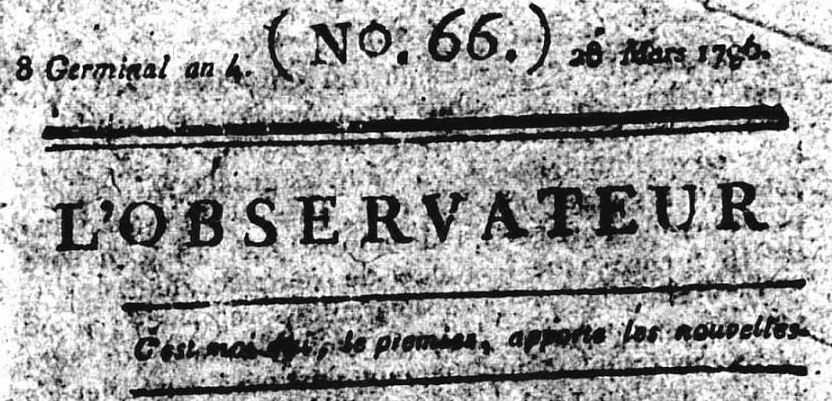 8 Germinal an 4. ( NO. 66. ) 28 Mars 1796.
L'OBSERVATEUR
C'est moi qui, le premier, apporte les nouvelles.